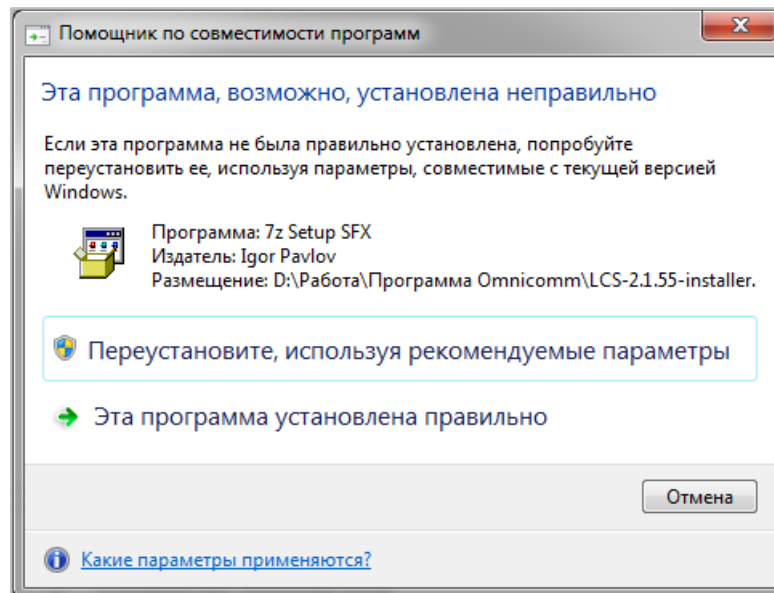 Помощник по совместимости программ
Эта программа, возможно, установлена неправильно
Если эта программа не была правильно установлена, попробуйте
переустановить ее, используя параметры, совместимые с текущей версией
Windows.
Программа: 7z Setup SFX
Издатель: Igor Pavlov
Размещение: D:\Работа\Программа Omnicomm\LCS-2.1.55-installer.
Переустановите, используя рекомендуемые параметры
Эта программа установлена правильно
Отмена
Какие параметры применяются?